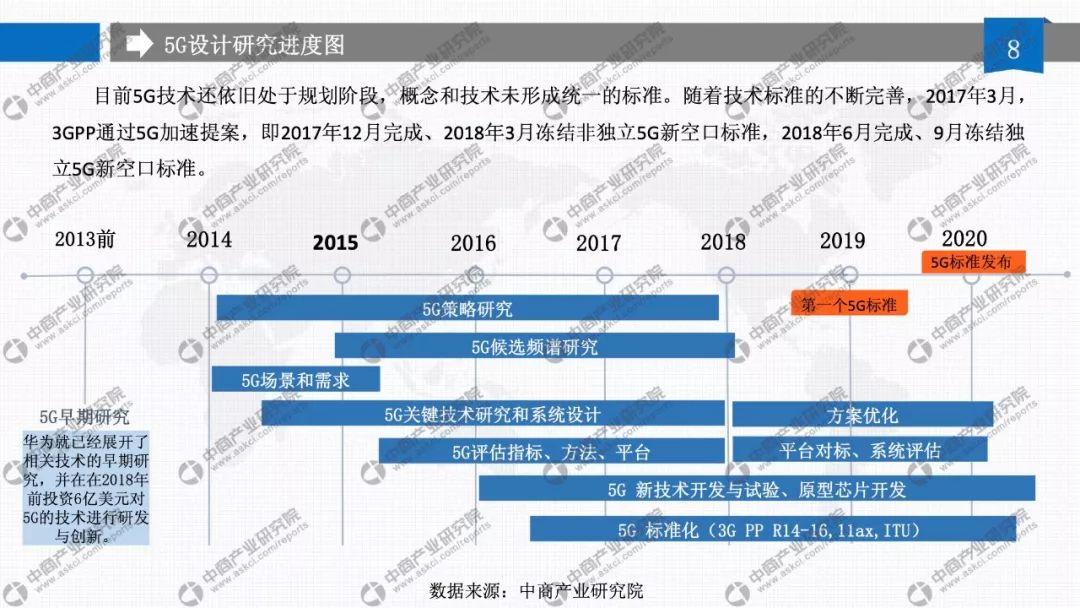 5G设计研究进度图
8
目前5G技术还依旧处于规划阶段，概念和技术未形成统一的标准。随着技术标准的不断完善，2017年3月，
3GPP通过5G加速提案，即2017年12月完成、2018年3月冻结非独立5G新空口标准，2018年6月完成、9月冻结独
立5G新空口标准。
2013前 2014 2015 2016 2017 2018 2019 2020
5G标准发布
第一个5G标准
5G策略研究
5G候选频谱研究
5G场景和需求
5G关键技术研究和系统设计 方案优化
5G早期研究
华为就已经展开了
相关技术的早期研
究，并在在2018年
前投资6亿美元对
5G的技术进行研发
与创新。
5G评估指标、方法、平台 平台对标、系统评估
5G 新技术开发与试验、原型芯片开发
5G 标准化（3G PP R14-16,11ax,ITU）
数据来源：中商产业研究院
中商产业研究院
www.askci.com/reports